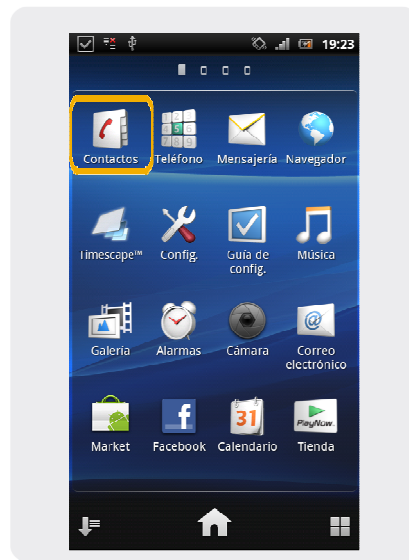 19:23
Contactos Teléfono Mensajería Navegador
Timescape™ Config. Guía de config. Música
Galería Alarmas Cámara Correo electrónico
31
PlayNow.
Market Facebook Calendario Tienda